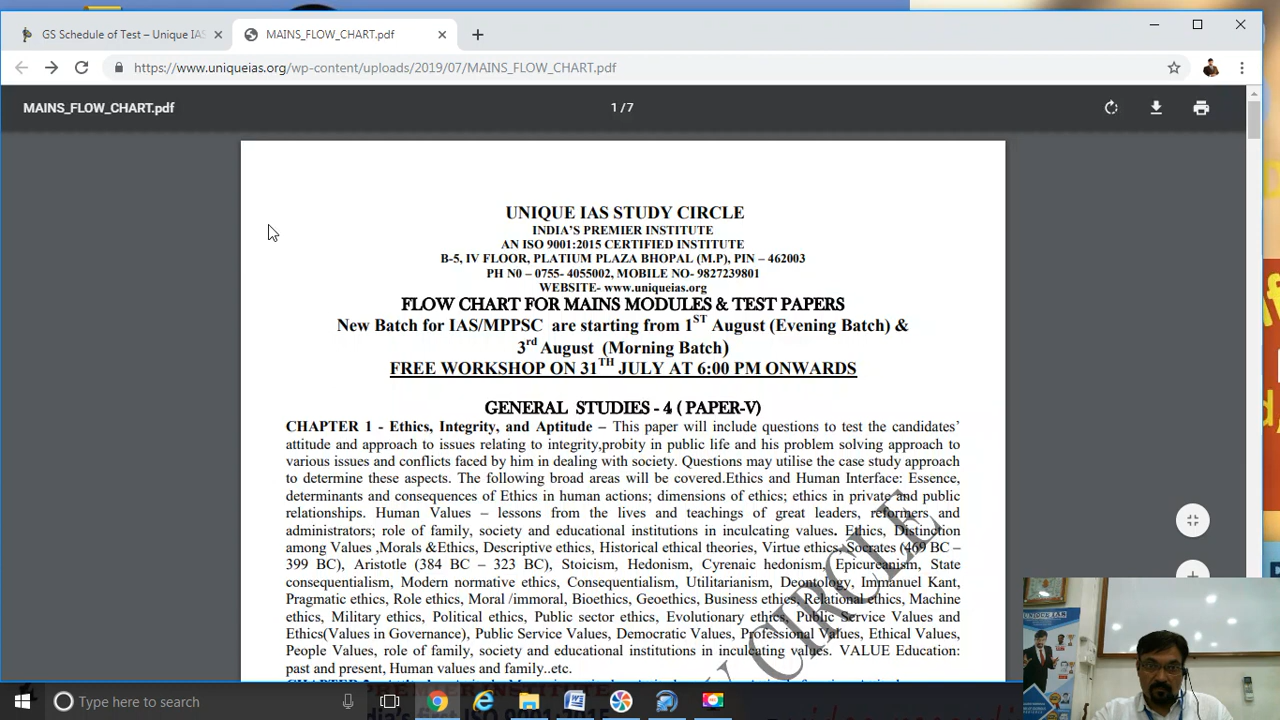 GS Schedule of Test – Unique IAS
MAINS_FLOW_CHART.pdf
https://www.uniqueias.org/wp-content/uploads/2019/07/MAINS_FLOW_CHART.pdf
MAINS_FLOW_CHART.pdf
1 / 7
UNIQUE IAS STUDY CIRCLE
INDIA'S PREMIER INSTITUTE
AN ISO 9001:2015 CERTIFIED INSTITUTE
B-5, IV FLOOR, PLATIUM PLAZA BHOPAL (M.P), PIN – 462003
PH N0 – 0755- 4055002, MOBILE NO- 9827239801
WEBSITE- www.uniqueias.org
FLOW CHART FOR MAINS MODULES & TEST PAPERS
New Batch for IAS/MPPSC are starting from 1ST August (Evening Batch) &
3rd August (Morning Batch)
FREE WORKSHOP ON 31TH JULY AT 6:00 PM ONWARDS
GENERAL STUDIES - 4 ( PAPER-V)
CHAPTER 1 - Ethics, Integrity, and Aptitude – This paper will include questions to test the candidates'
attitude and approach to issues relating to integrity,probity in public life and his problem solving approach to
various issues and conflicts faced by him in dealing with society. Questions may utilise the case study approach
to determine these aspects. The following broad areas will be covered.Ethics and Human Interface: Essence,
determinants and consequences of Ethics in human actions; dimensions of ethics; ethics in private and public
relationships. Human Values – lessons from the lives and teachings of great leaders, reformers and
administrators; role of family, society and educational institutions in inculcating values. Ethics, Distinction
among Values ,Morals &Ethics, Descriptive ethics, Historical ethical theories, Virtue ethics, Socrates (469 BC –
399 BC), Aristotle (384 BC – 323 BC), Stoicism, Hedonism, Cyrenaic hedonism, Epicureanism, State
consequentialism, Modern normative ethics, Consequentialism, Utilitarianism, Deontology, Immanuel Kant,
Pragmatic ethics, Role ethics, Moral /immoral, Bioethics, Geoethics, Business ethics, Relational ethics, Machine
ethics, Military ethics, Political ethics, Public sector ethics, Evolutionary ethics, Public Service Values and
Ethics(Values in Governance), Public Service Values, Democratic Values, Professional Values, Ethical Values,
People Values, role of family, society and educational institutions in inculcating values. VALUE Education:
past and present, Human values and family..etc.
Y CIRCLE
UNIQUE IAS
Type here to search